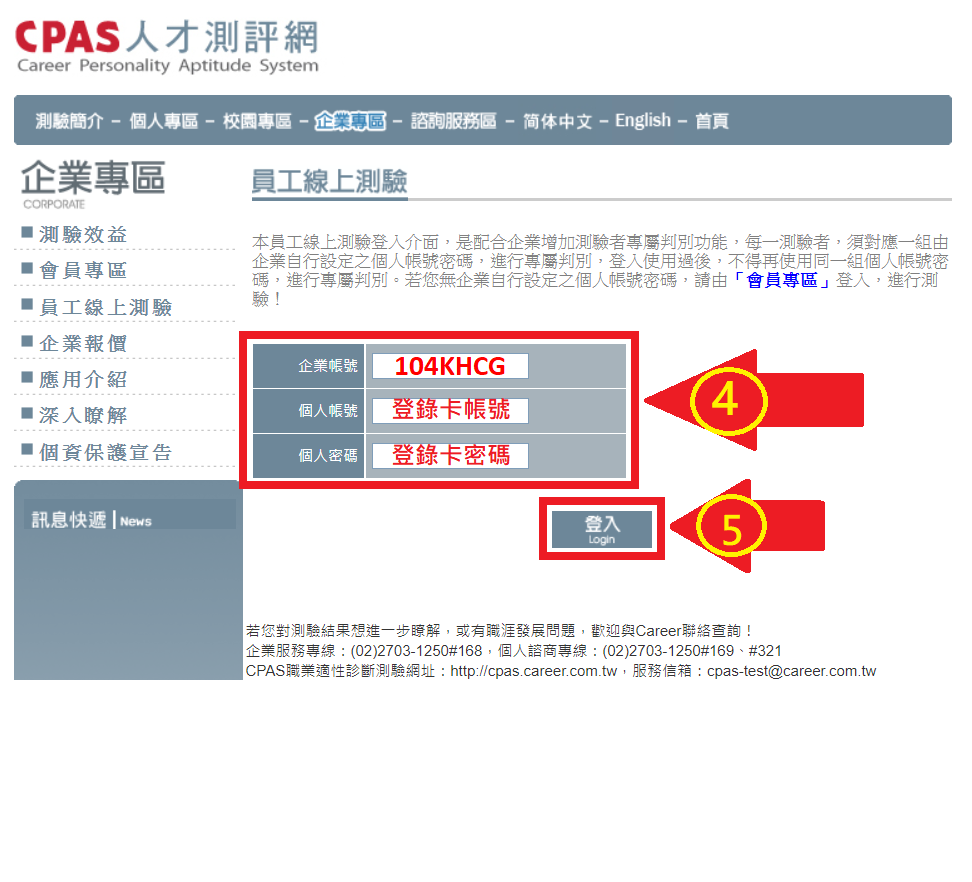 CPAS人才測評網
Career Personality Aptitude System
測驗簡介 － 個人專區 － 校園專區 － 企業專區 － 諮詢服務區 － 简体中文 － English － 首頁
企業專區
CORPORATE
測驗效益
會員專區
員工線上測驗
企業報價
應用介紹
深入瞭解
個資保護宣告
訊息快遞 | News
員工線上測驗
本員工線上測驗登入介面，是配合企業增加測驗者專屬判別功能，每一測驗者，須對應一組由
企業自行設定之個人帳號密碼，進行專屬判別，登入使用過後，不得再使用同一組個人帳號密
碼，進行專屬判別。若您無企業自行設定之個人帳號密碼，請由「會員專區」登入，進行測
驗！
企業帳號 104KHCG
個人帳號 登錄卡帳號
個人密碼 登錄卡密碼
4
登入
Login
5
若您對測驗結果想進一步瞭解，或有職涯發展問題，歡迎與Career聯絡查詢！
企業服務專線：(02)2703-1250#168，個人諮商專線：(02)2703-1250#169、#321
CPAS職業適性診斷測驗網址：http://cpas.career.com.tw，服務信箱：cpas-test@career.com.tw